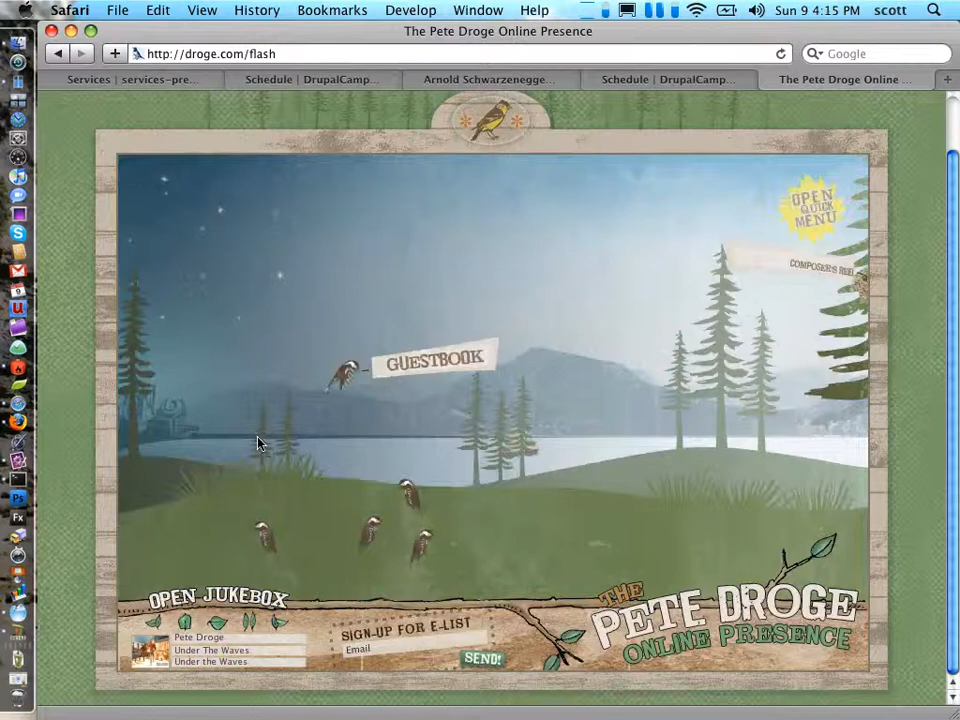 Safari File Edit View History Bookmarks Develop Window Help Sun 9 4:15 PM scott
The Pete Droge Online Presence
http://droge.com/flash
Google
Services | services-pre...
Schedule | DrupalCamp...
Arnold Schwarzenegge...
Schedule | DrupalCamp...
The Pete Droge Online ...
OPEN
QUICK
MENU
GUESTBOOK
OPEN JUKEBOX
Pete Droge
Under The Waves
Under the Waves
SIGN-UP FOR E-LIST
Email
SEND!
THE
PETE DROGE
ONLINE PRESENCE